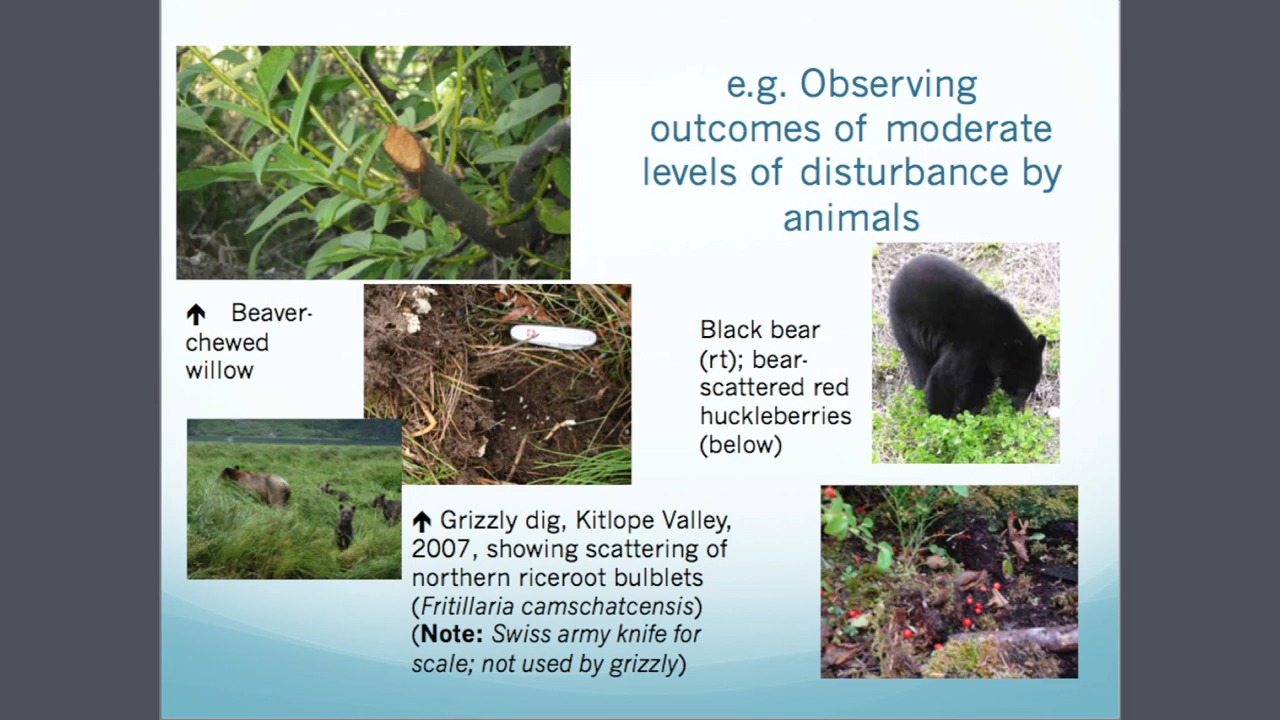 e.g. Observing
outcomes of moderate
levels of disturbance by
animals
↑ Beaver-
chewed
willow
Black bear
(rt); bear-
scattered red
huckleberries
(below)
↑ Grizzly dig, Kitlope Valley,
2007, showing scattering of
northern riceroot bulblets
(Fritillaria camschatcensis)
(Note: Swiss army knife for
scale; not used by grizzly)